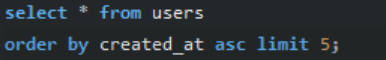 select * from users
order by created_at asc limit 5;